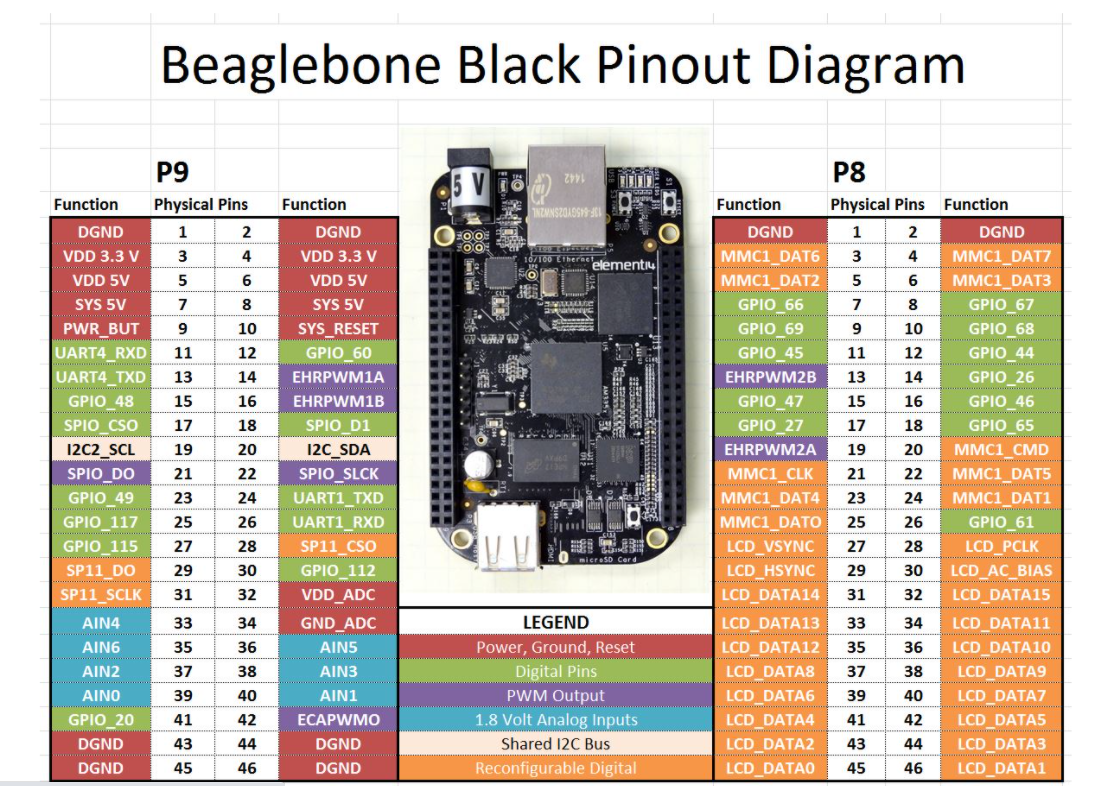 Beaglebone Black Pinout Diagram
P9 P8
Function Physical Pins Function Function Physical Pins Function
DGND 1 2 DGND DGND 1 2 DGND
VDD 3.3 V 3 4 VDD 3.3 V MMC1_DAT6 3 4 MMC1_DAT7
VDD 5V 5 6 VDD 5V MMC1_DAT2 5 6 MMC1_DAT3
SYS 5V 7 8 SYS 5V GPIO_66 7 8 GPIO_67
PWR_BUT 9 10 SYS_RESET GPIO_69 9 10 GPIO_68
UART4_RXD 11 12 GPIO_60 GPIO_45 11 12 GPIO_44
UART4_TXD 13 14 EHRPWM1A EHRPWM2B 13 14 GPIO_26
GPIO_48 15 16 EHRPWM1B GPIO_47 15 16 GPIO_46
SPIO_CSO 17 18 SPIO_D1 GPIO_27 17 18 GPIO_65
I2C2_SCL 19 20 I2C_SDA EHRPWM2A 19 20 MMC1_CMD
SPIO_DO 21 22 SPIO_SLCK MMC1_CLK 21 22 MMC1_DAT5
GPIO_49 23 24 UART1_TXD MMC1_DAT4 23 24 MMC1_DAT1
GPIO_117 25 26 UART1_RXD MMC1_DATO 25 26 GPIO_61
GPIO_115 27 28 SP11_CSO LCD_VSYNC 27 28 LCD_PCLK
SP11_DO 29 30 GPIO_112 LCD_HSYNC 29 30 LCD_AC_BIAS
SP11_SCLK 31 32 VDD_ADC LCD_DATA14 31 32 LCD_DATA15
AIN4 33 34 GND_ADC LEGEND LCD_DATA13 33 34 LCD_DATA11
AIN6 35 36 AIN5 Power, Ground, Reset LCD_DATA12 35 36 LCD_DATA10
AIN2 37 38 AIN3 Digital Pins LCD_DATA8 37 38 LCD_DATA9
AIN0 39 40 AIN1 PWM Output LCD_DATA6 39 40 LCD_DATA7
GPIO_20 41 42 ECAPWMO 1.8 Volt Analog Inputs LCD_DATA4 41 42 LCD_DATA5
DGND 43 44 DGND Shared I2C Bus LCD_DATA2 43 44 LCD_DATA3
DGND 45 46 DGND Reconfigurable Digital LCD_DATA0 45 46 LCD_DATA1
5 V
1442
10/100 Ethernet
element14
microSD Card